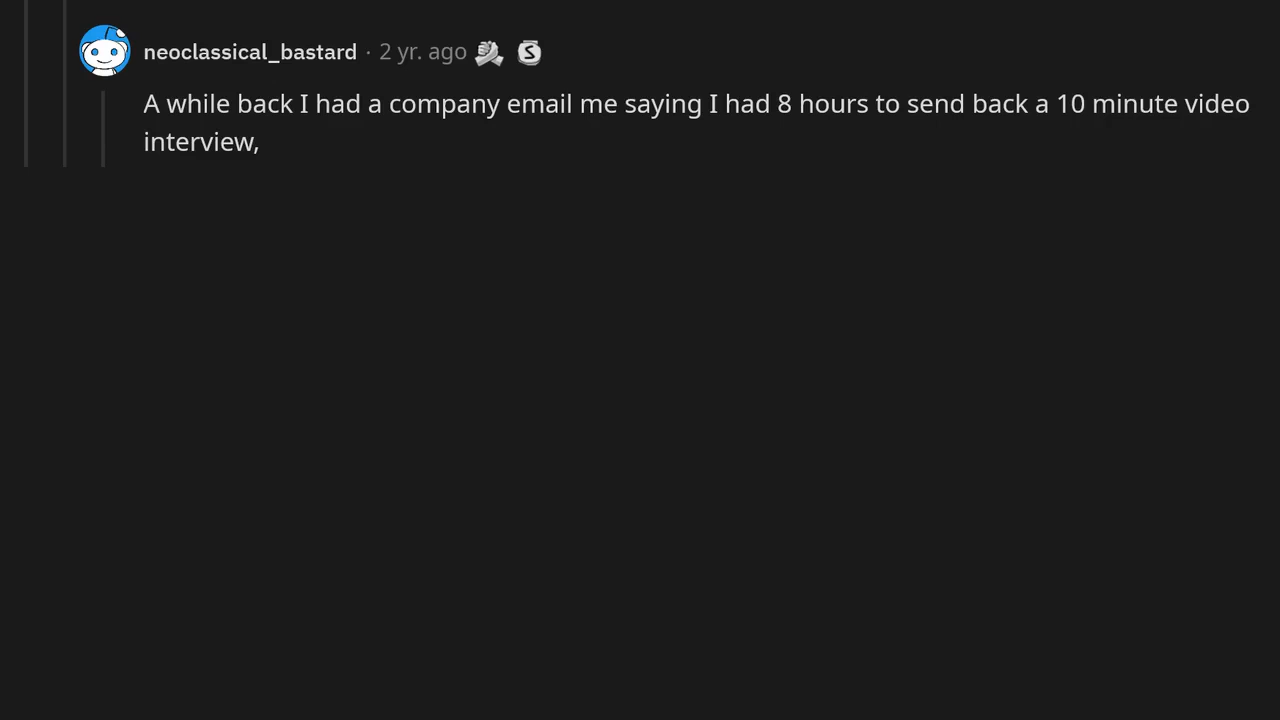 neoclassical_bastard · 2 yr. ago
A while back I had a company email me saying I had 8 hours to send back a 10 minute video
interview,